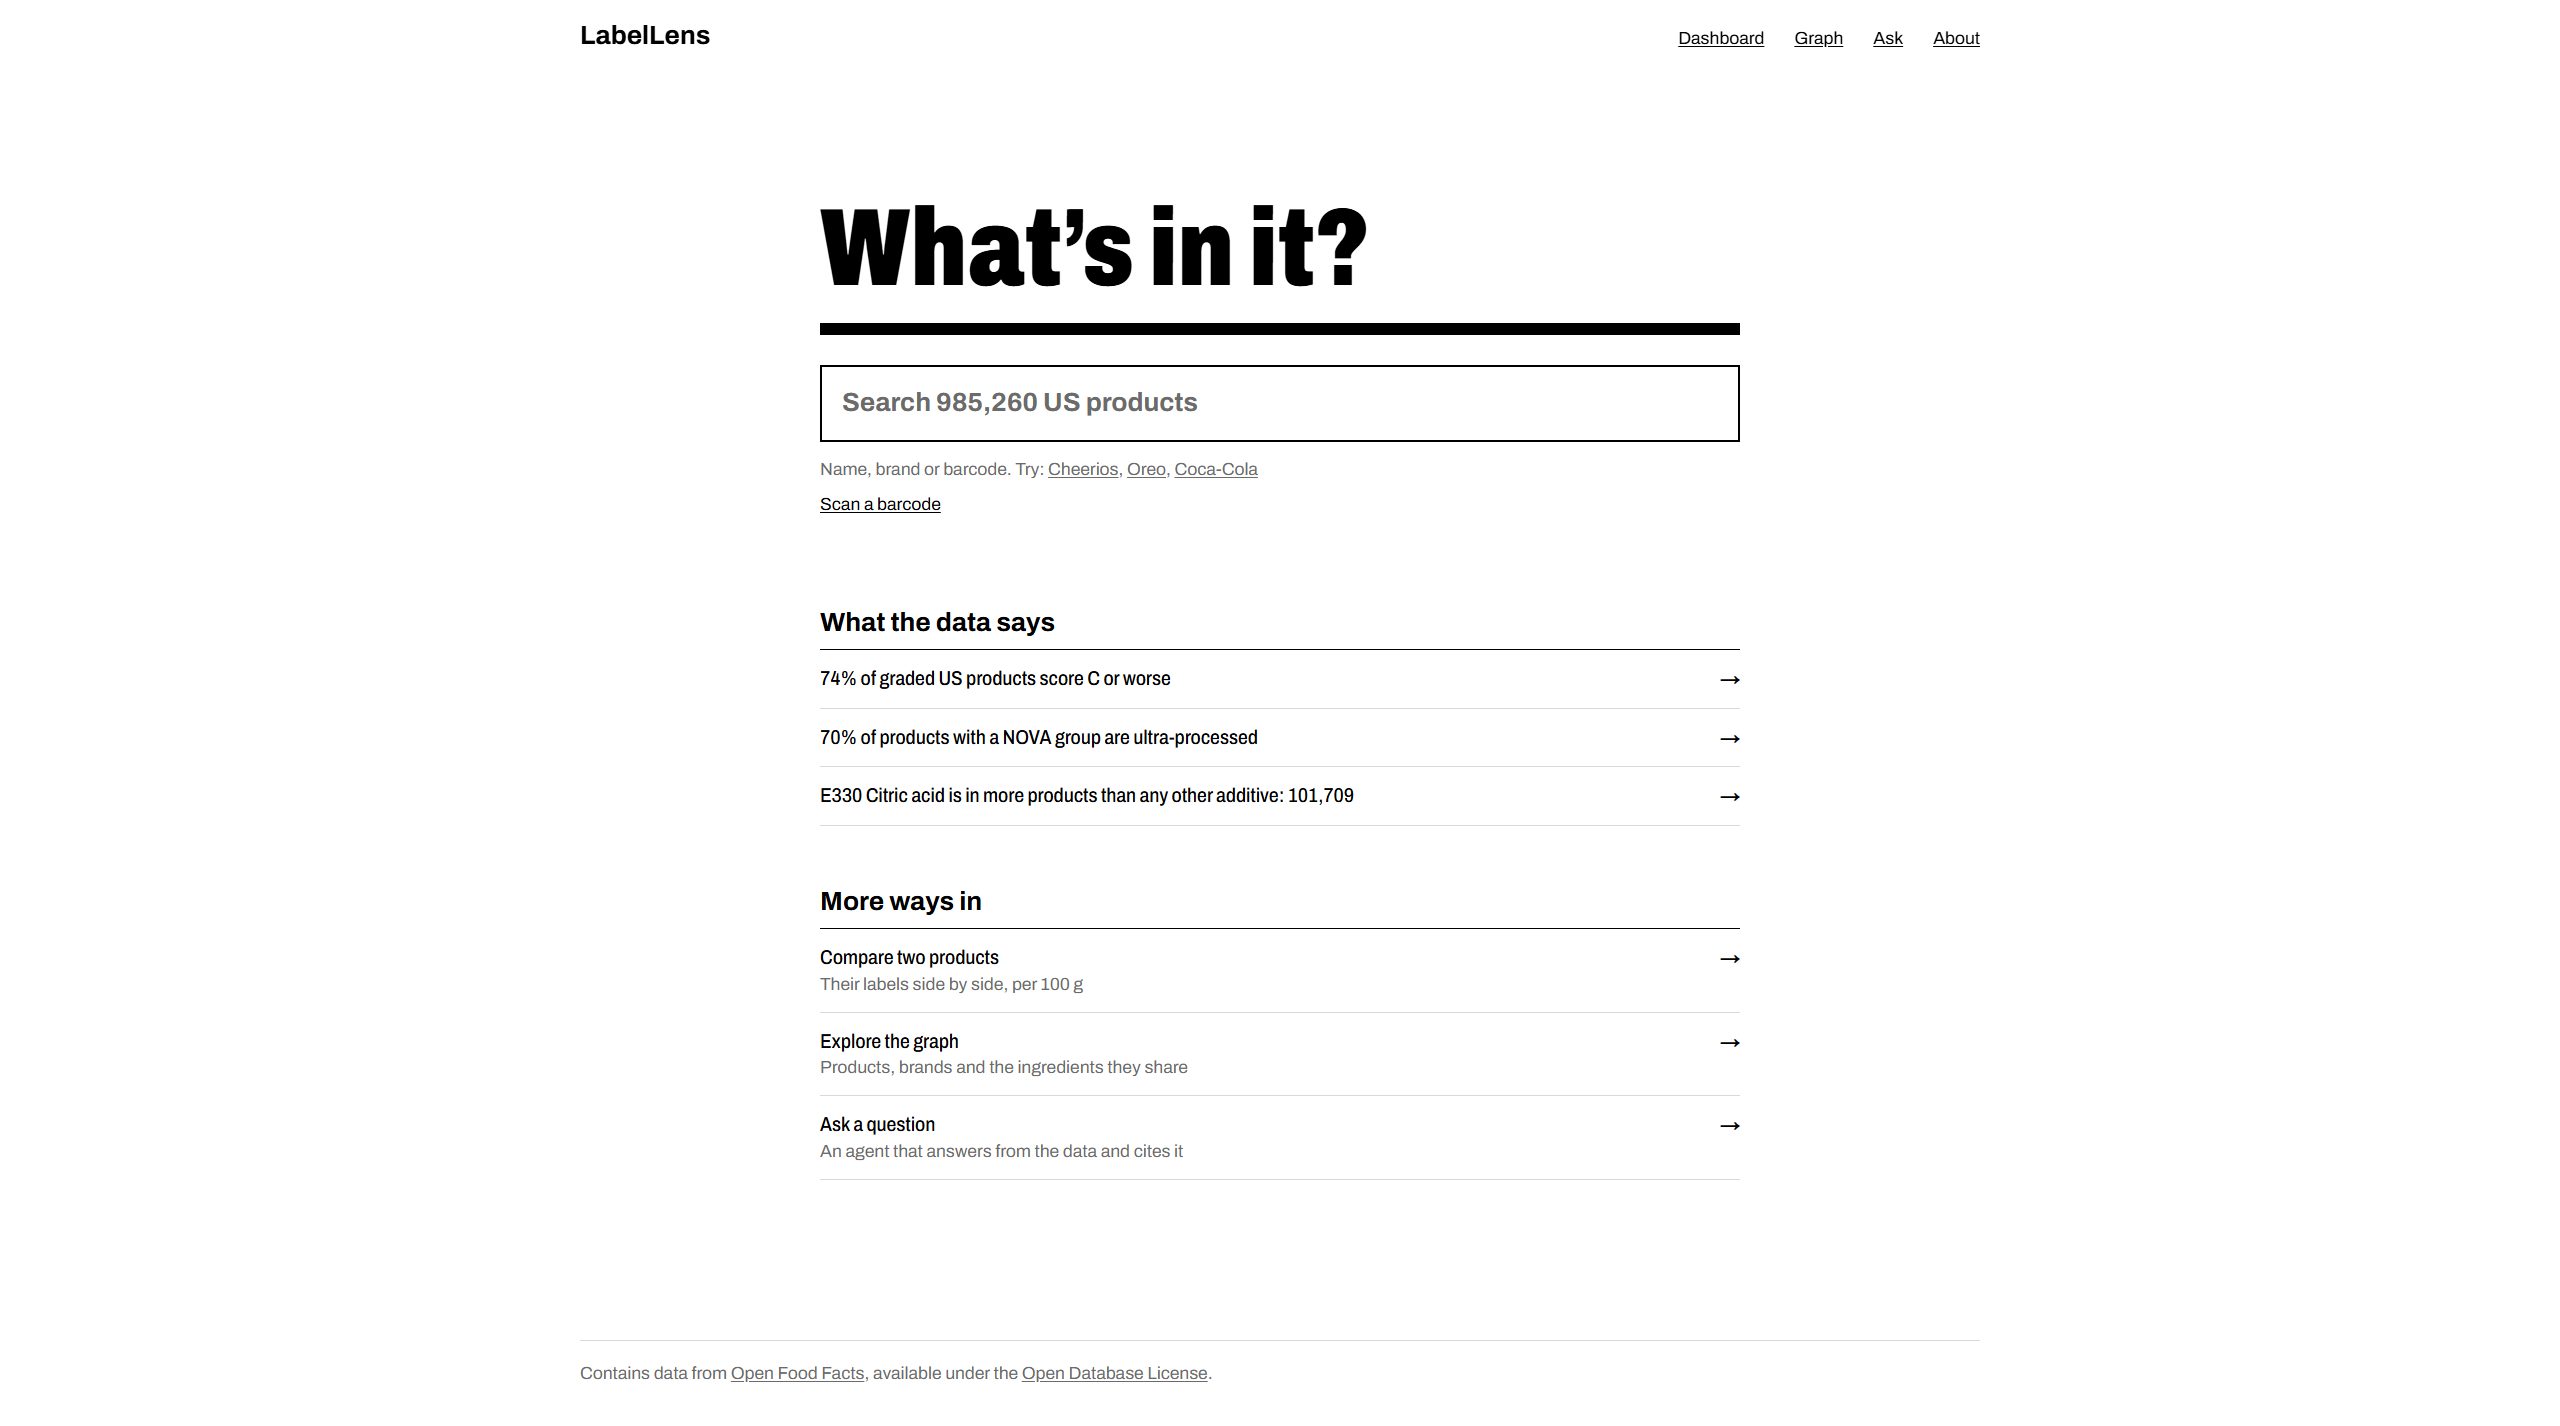 LabelLens
Dashboard Graph Ask About
What’s in it?
Search 985,260 US products
Name, brand or barcode. Try: Cheerios, Oreo, Coca-Cola
Scan a barcode
What the data says
74% of graded US products score C or worse →
70% of products with a NOVA group are ultra-processed →
E330 Citric acid is in more products than any other additive: 101,709 →
More ways in
Compare two products →
Their labels side by side, per 100 g
Explore the graph →
Products, brands and the ingredients they share
Ask a question →
An agent that answers from the data and cites it
Contains data from Open Food Facts, available under the Open Database License.